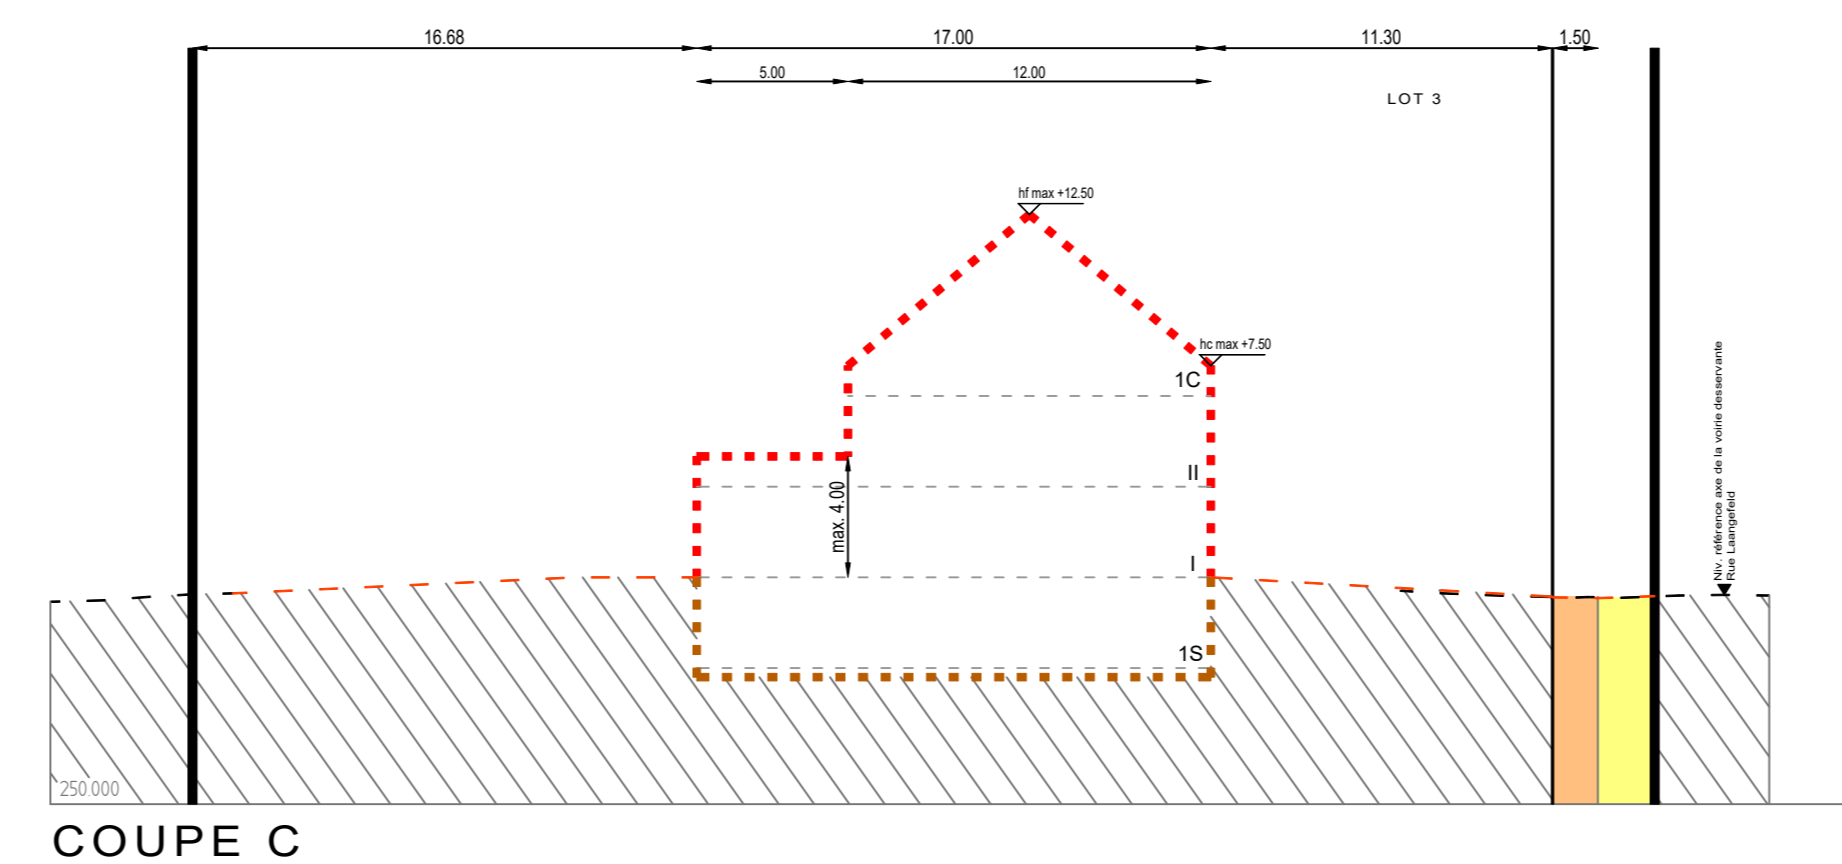 16.68
17.00
11.30
1.50
5.00
12.00
LOT 3
hf max +12.50
hc max +7.50
1C
II
max. 4.00
I
1S
Niv. référence axe de la voirie desservante
Rue Laangefeld
250.000
COUPE C